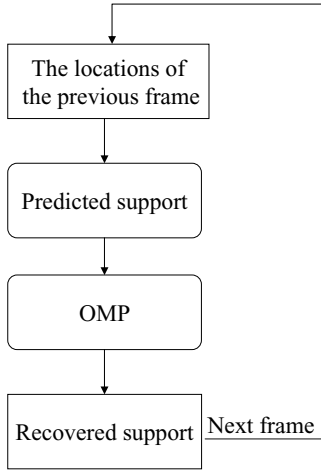 The locations of
the previous frame
Predicted support
OMP
Recovered support
Next frame